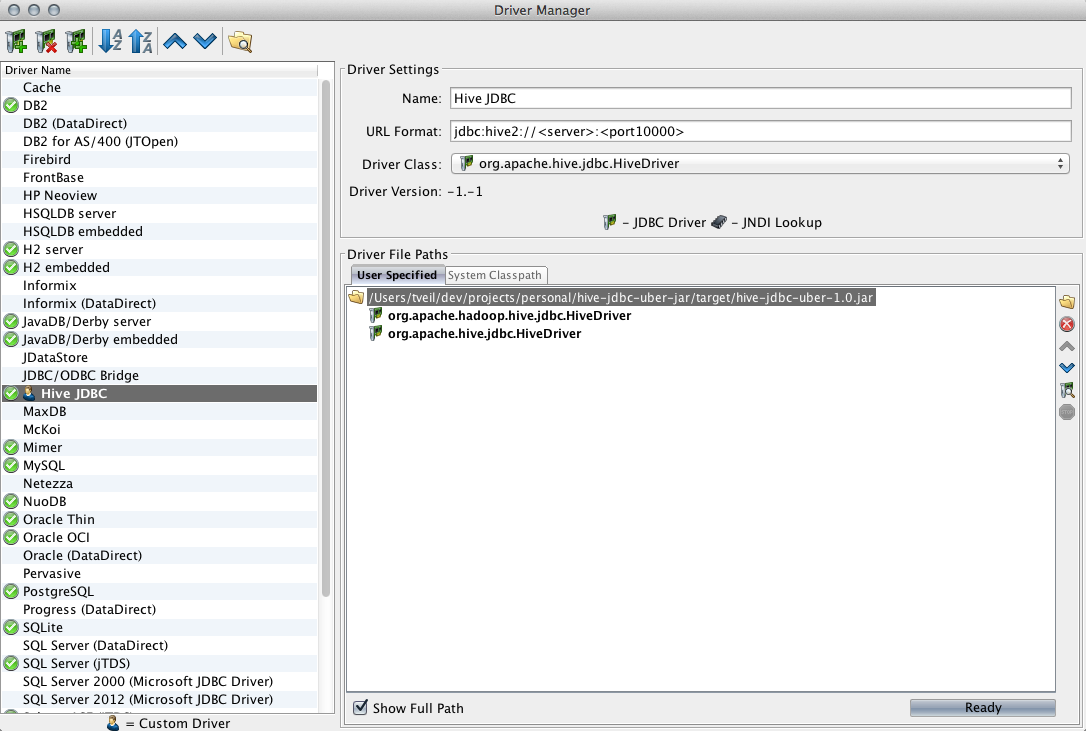 Driver Manager
Driver Name
Cache
DB2
DB2 (DataDirect)
DB2 for AS/400 (JTOpen)
Firebird
FrontBase
HP Neoview
HSQLDB server
HSQLDB embedded
H2 server
H2 embedded
Informix
Informix (DataDirect)
JavaDB/Derby server
JavaDB/Derby embedded
JDataStore
JDBC/ODBC Bridge
Hive JDBC
MaxDB
McKoi
Mimer
MySQL
Netezza
NuoDB
Oracle Thin
Oracle OCI
Oracle (DataDirect)
Pervasive
PostgreSQL
Progress (DataDirect)
SQLite
SQL Server (DataDirect)
SQL Server (jTDS)
SQL Server 2000 (Microsoft JDBC Driver)
SQL Server 2012 (Microsoft JDBC Driver)
= Custom Driver
Driver Settings
Name: Hive JDBC
URL Format: jdbc:hive2://<server>:<port10000>
Driver Class: org.apache.hive.jdbc.HiveDriver
Driver Version: -1.-1
- JDBC Driver - JNDI Lookup
Driver File Paths
User Specified System Classpath
/Users/tveil/dev/projects/personal/hive-jdbc-uber-jar/target/hive-jdbc-uber-1.0.jar
org.apache.hadoop.hive.jdbc.HiveDriver
org.apache.hive.jdbc.HiveDriver
Show Full Path
Ready